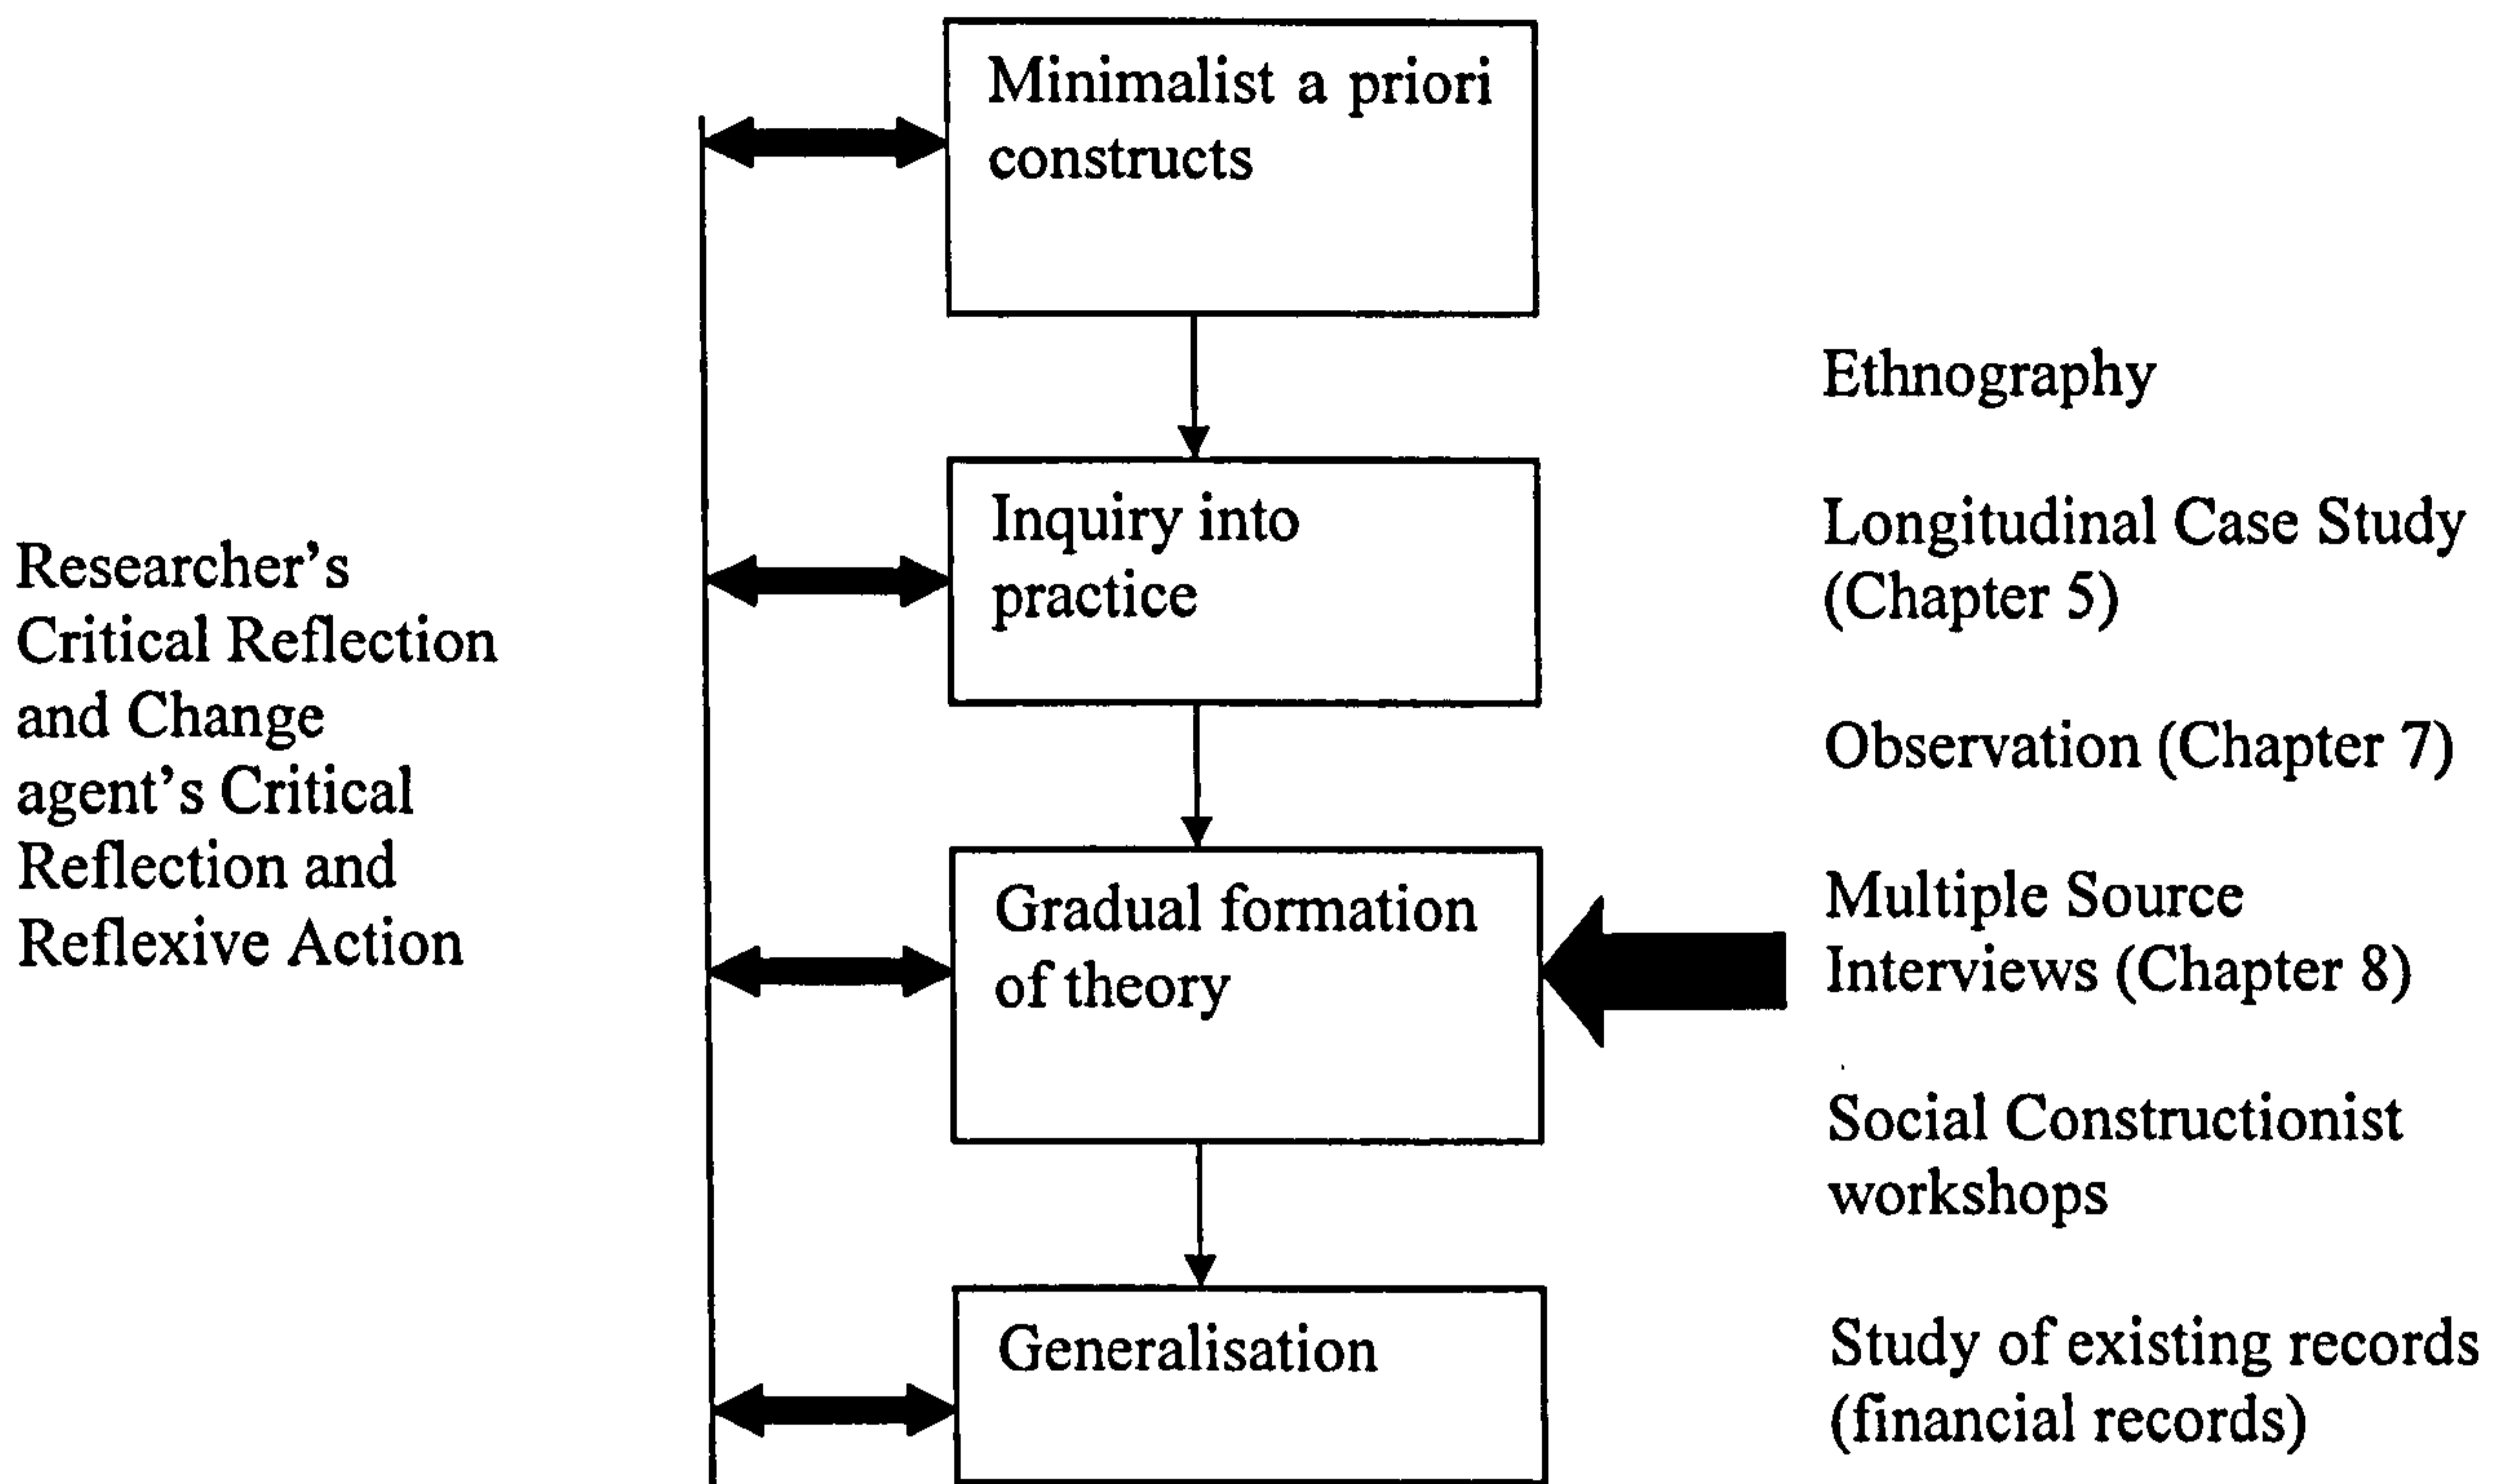 Minimalist a priori
constructs
Inquiry into
practice
Gradual formation
of theory
Generalisation
Researcher's
Critical Reflection
and Change
agent's Critical
Reflection and
Reflexive Action
Ethnography
Longitudinal Case Study
(Chapter 5)
Observation (Chapter 7)
Multiple Source
Interviews (Chapter 8)
Social Constructionist
workshops
Study of existing records
(financial records)